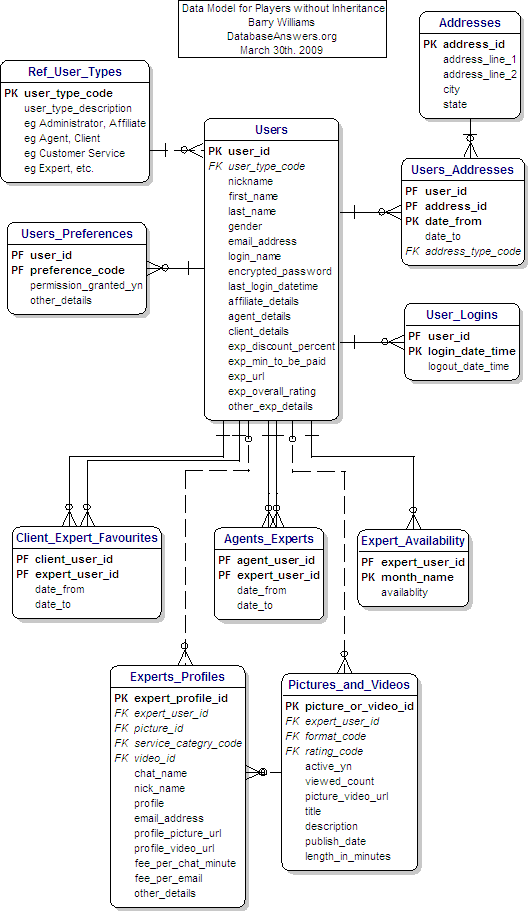 Data Model for Players without Inheritance
Barry Williams
DatabaseAnswers.org
March 30th. 2009
Addresses
PK address_id
address_line_1
address_line_2
city
state
Ref_User_Types
PK user_type_code
user_type_description
eg Administrator, Affiliate
eg Agent, Client
eg Customer Service
eg Expert, etc.
Users
PK user_id
FK user_type_code
nickname
first_name
last_name
gender
email_address
login_name
encrypted_password
last_login_datetime
affiliate_details
agent_details
client_details
exp_discount_percent
exp_min_to_be_paid
exp_url
exp_overall_rating
other_exp_details
Users_Addresses
PF user_id
PF address_id
PK date_from
date_to
FK address_type_code
Users_Preferences
PF user_id
PF preference_code
permission_granted_yn
other_details
User_Logins
PF user_id
PK login_date_time
logout_date_time
Client_Expert_Favourites
PF client_user_id
PF expert_user_id
date_from
date_to
Agents_Experts
PF agent_user_id
PF expert_user_id
date_from
date_to
Expert_Availability
PF expert_user_id
PK month_name
availablity
Experts_Profiles
PK expert_profile_id
FK expert_user_id
FK picture_id
FK service_categry_code
FK video_id
chat_name
nick_name
profile
email_address
profile_picture_url
profile_video_url
fee_per_chat_minute
fee_per_email
other_details
Pictures_and_Videos
PK picture_or_video_id
FK expert_user_id
FK format_code
FK rating_code
active_yn
viewed_count
picture_video_url
title
description
publish_date
length_in_minutes